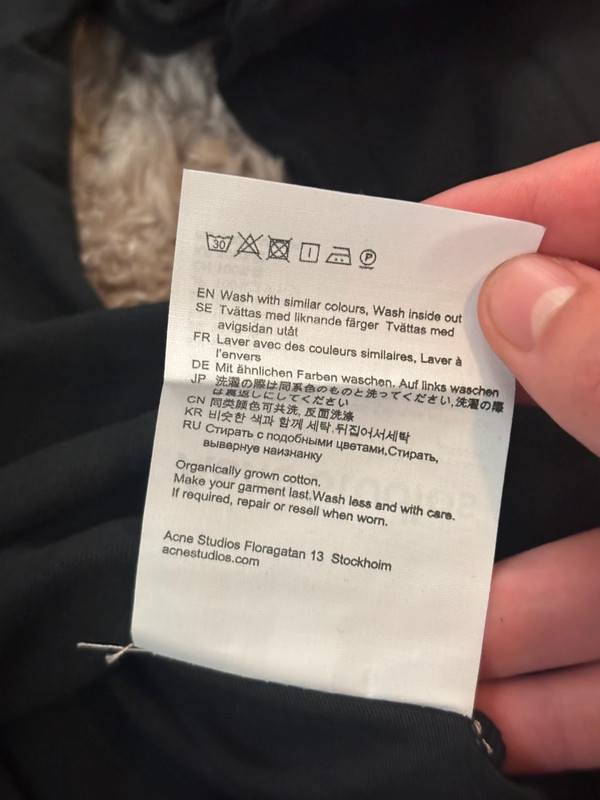 30 P
EN Wash with similar colours, Wash inside out
SE Tvättas med liknande färger Tvättas med
avigsidan utåt
FR Laver avec des couleurs similaires, Laver à
l'envers
DE Mit ähnlichen Farben waschen, Auf links waschen
JP 洗濯の際は同系色のものと洗ってください,洗濯の際
は裏返しにしてください
CN 同类颜色可共洗, 反面洗涤
KR 비슷한 색과 함께 세탁,뒤집어서세탁
RU Стирать с подобными цветами,Стирать,
вывернуе наизнанку
Organically grown cotton.
Make your garment last.Wash less and with care.
If required, repair or resell when worn.
Acne Studios Floragatan 13 Stockholm
acnestudios.com